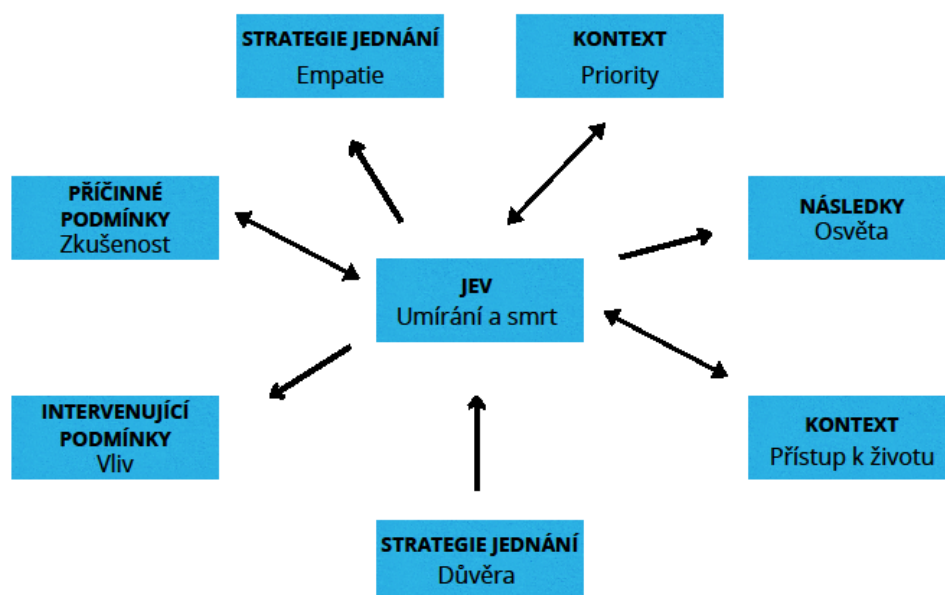 STRATEGIE JEDNÁNÍ
Empatie
KONTEXT
Priority
PŘÍČINNÉ
PODMÍNKY
Zkušenost
NÁSLEDKY
Osvěta
JEV
Umírání a smrt
INTERVENUJÍCÍ
PODMÍNKY
Vliv
KONTEXT
Přístup k životu
STRATEGIE JEDNÁNÍ
Důvěra